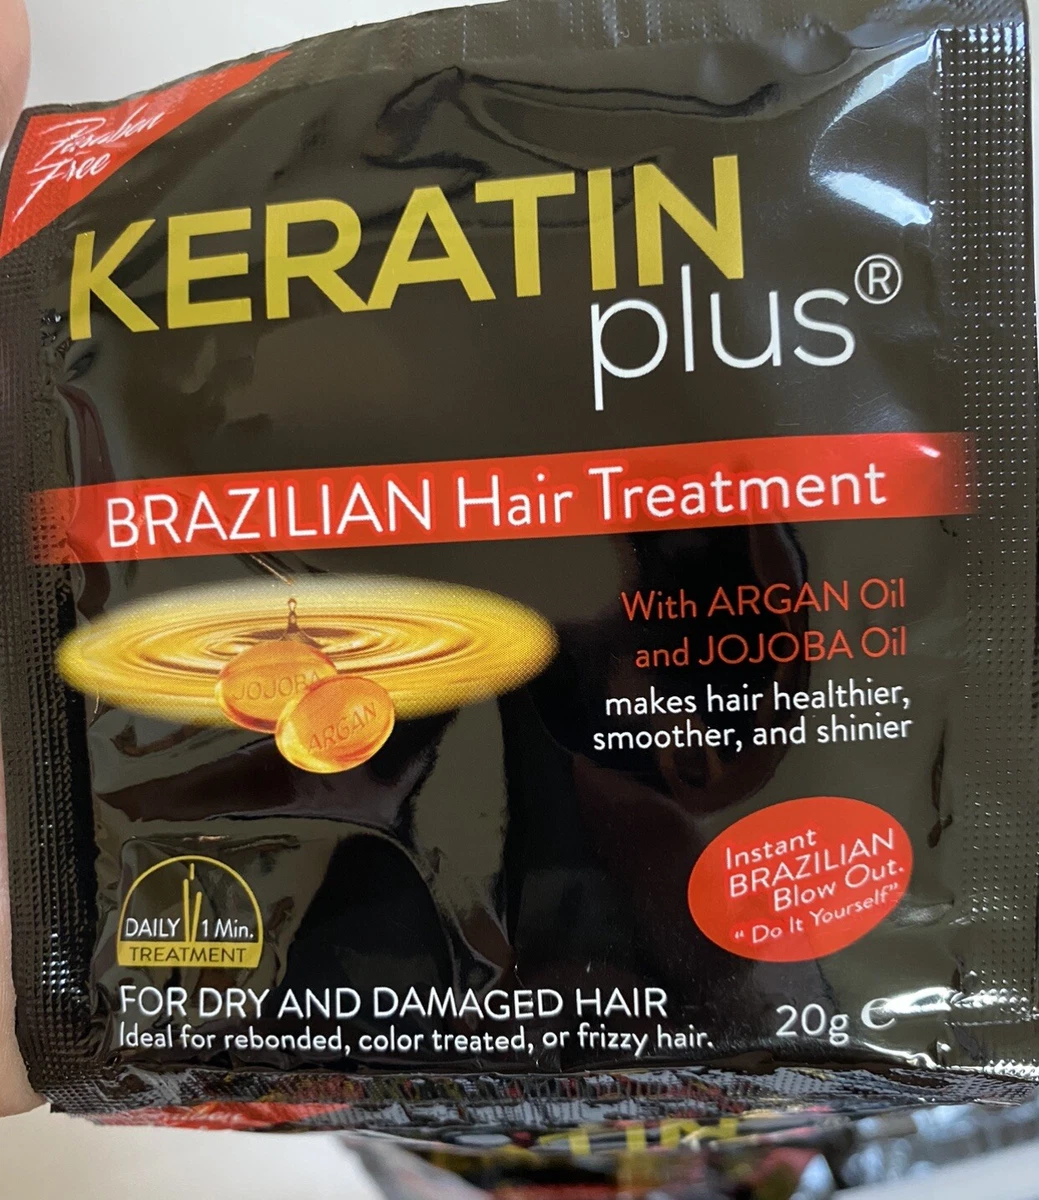 Paraben
Free
KERATIN
plus®
BRAZILIAN Hair Treatment
With ARGAN Oil
and JOJOBA Oil
makes hair healthier,
smoother, and shinier
JOJOBA
ARGAN
Instant
BRAZILIAN
Blow Out.
“ Do It Yourself”
DAILY 1 Min.
TREATMENT
FOR DRY AND DAMAGED HAIR
Ideal for rebonded, color treated, or frizzy hair.
20g ℮